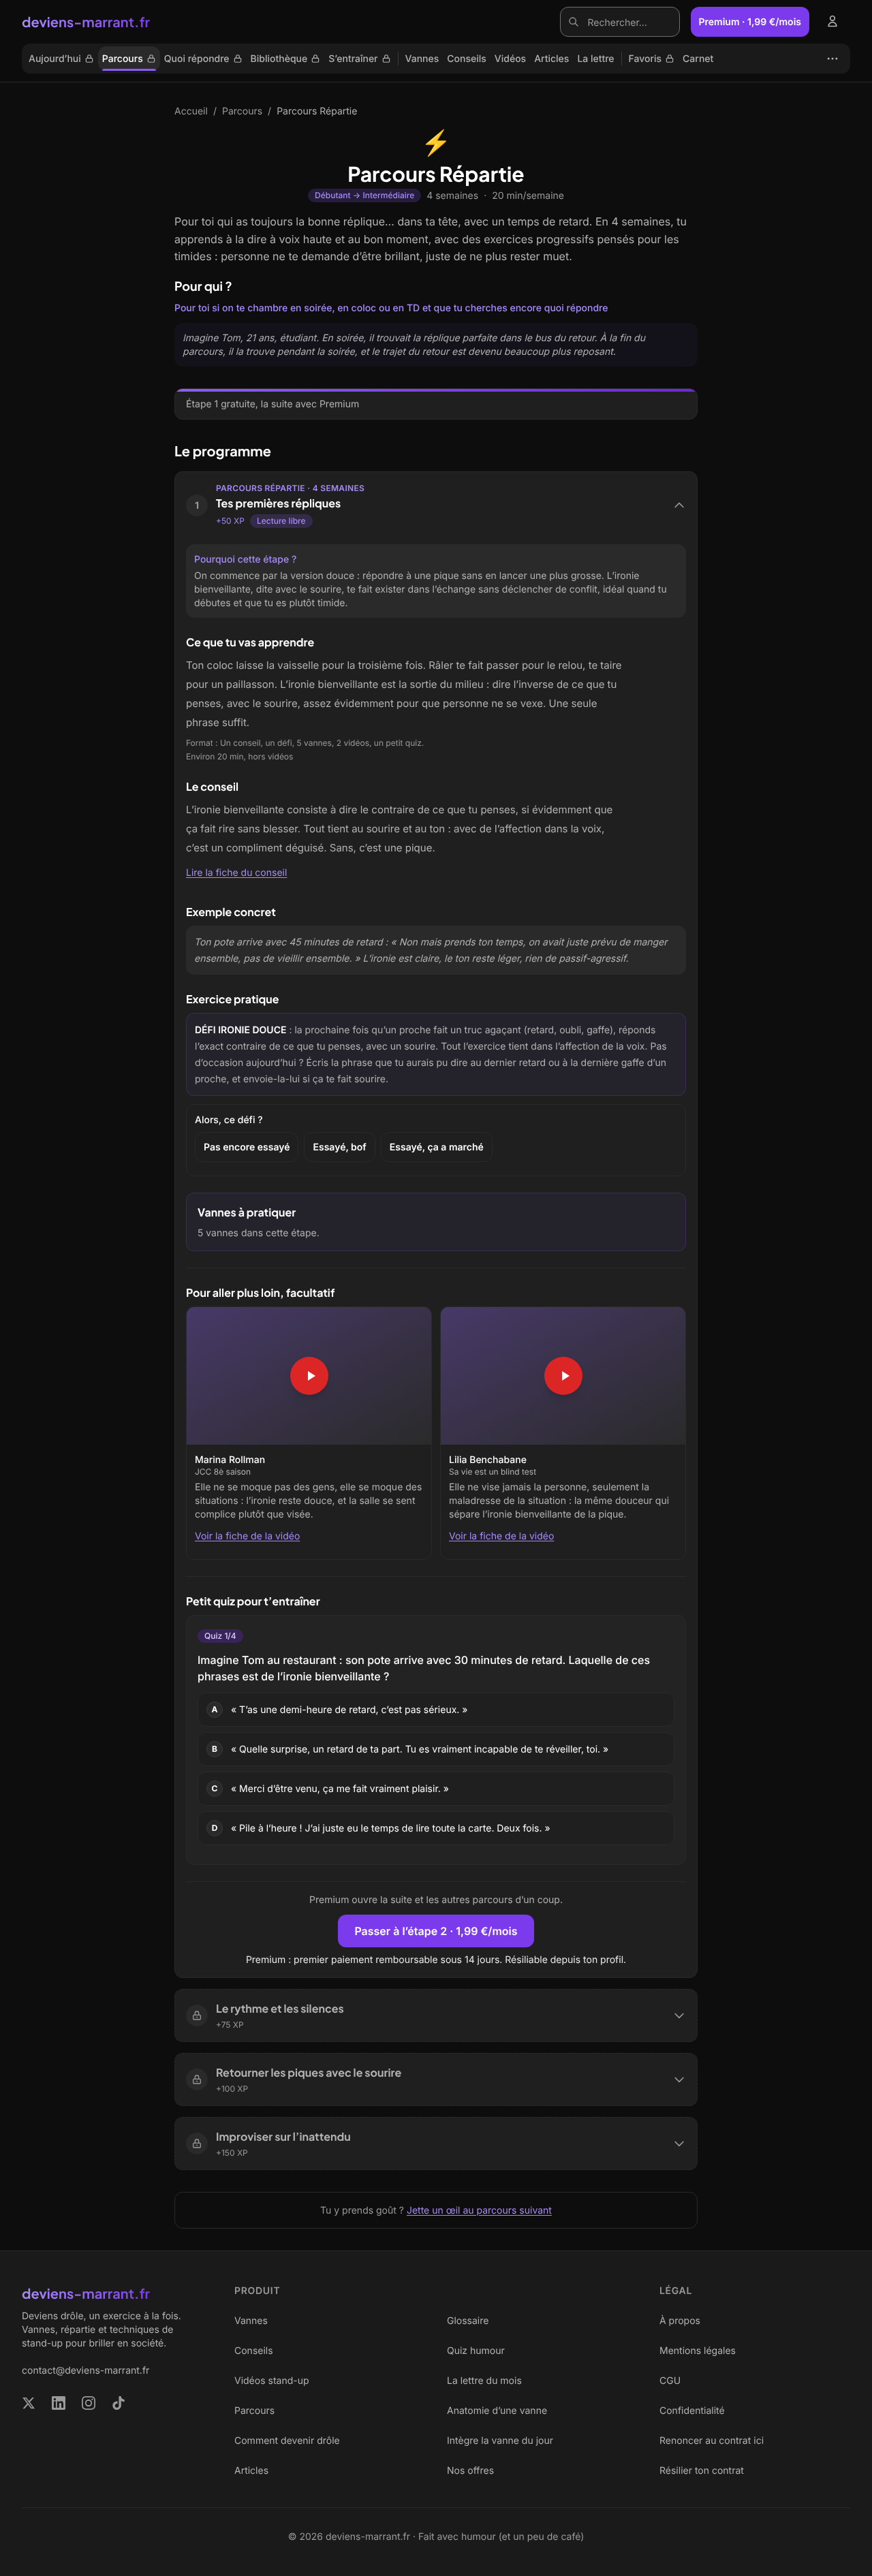 deviens-marrant.fr
Rechercher...
Premium · 1,99 €/mois
Aujourd’hui
Parcours
Quoi répondre
Bibliothèque
S’entraîner
Vannes
Conseils
Vidéos
Articles
La lettre
Favoris
Carnet
Accueil / Parcours / Parcours Répartie
Parcours Répartie
Débutant → Intermédiaire 4 semaines · 20 min/semaine
Pour toi qui as toujours la bonne réplique… dans ta tête, avec un temps de retard. En 4 semaines, tu
apprends à la dire à voix haute et au bon moment, avec des exercices progressifs pensés pour les
timides : personne ne te demande d’être brillant, juste de ne plus rester muet.
Pour qui ?
Pour toi si on te chambre en soirée, en coloc ou en TD et que tu cherches encore quoi répondre
Imagine Tom, 21 ans, étudiant. En soirée, il trouvait la réplique parfaite dans le bus du retour. À la fin du
parcours, il la trouve pendant la soirée, et le trajet du retour est devenu beaucoup plus reposant.
Étape 1 gratuite, la suite avec Premium
Le programme
PARCOURS RÉPARTIE · 4 SEMAINES
1
Tes premières répliques
+50 XP Lecture libre
Pourquoi cette étape ?
On commence par la version douce : répondre à une pique sans en lancer une plus grosse. L’ironie
bienveillante, dite avec le sourire, te fait exister dans l’échange sans déclencher de conflit, idéal quand tu
débutes et que tu es plutôt timide.
Ce que tu vas apprendre
Ton coloc laisse la vaisselle pour la troisième fois. Râler te fait passer pour le relou, te taire
pour un paillasson. L’ironie bienveillante est la sortie du milieu : dire l’inverse de ce que tu
penses, avec le sourire, assez évidemment pour que personne ne se vexe. Une seule
phrase suffit.
Format : Un conseil, un défi, 5 vannes, 2 vidéos, un petit quiz.
Environ 20 min, hors vidéos
Le conseil
L’ironie bienveillante consiste à dire le contraire de ce que tu penses, si évidemment que
ça fait rire sans blesser. Tout tient au sourire et au ton : avec de l’affection dans la voix,
c’est un compliment déguisé. Sans, c’est une pique.
Lire la fiche du conseil
Exemple concret
Ton pote arrive avec 45 minutes de retard : « Non mais prends ton temps, on avait juste prévu de manger
ensemble, pas de vieillir ensemble. » L’ironie est claire, le ton reste léger, rien de passif-agressif.
Exercice pratique
DÉFI IRONIE DOUCE : la prochaine fois qu’un proche fait un truc agaçant (retard, oubli, gaffe), réponds
l’exact contraire de ce que tu penses, avec un sourire. Tout l’exercice tient dans l’affection de la voix. Pas
d’occasion aujourd’hui ? Écris la phrase que tu aurais pu dire au dernier retard ou à la dernière gaffe d’un
proche, et envoie-la-lui si ça te fait sourire.
Alors, ce défi ?
Pas encore essayé
Essayé, bof
Essayé, ça a marché
Vannes à pratiquer
5 vannes dans cette étape.
Pour aller plus loin, facultatif
Marina Rollman
JCC 8è saison
Elle ne se moque pas des gens, elle se moque des
situations : l’ironie reste douce, et la salle se sent
complice plutôt que visée.
Voir la fiche de la vidéo
Lilia Benchabane
Sa vie est un blind test
Elle ne vise jamais la personne, seulement la
maladresse de la situation : la même douceur qui
sépare l’ironie bienveillante de la pique.
Voir la fiche de la vidéo
Petit quiz pour t’entraîner
Quiz 1/4
Imagine Tom au restaurant : son pote arrive avec 30 minutes de retard. Laquelle de ces
phrases est de l’ironie bienveillante ?
A « T’as une demi-heure de retard, c’est pas sérieux. »
B « Quelle surprise, un retard de ta part. Tu es vraiment incapable de te réveiller, toi. »
C « Merci d’être venu, ça me fait vraiment plaisir. »
D « Pile à l’heure ! J’ai juste eu le temps de lire toute la carte. Deux fois. »
Premium ouvre la suite et les autres parcours d’un coup.
Passer à l’étape 2 · 1,99 €/mois
Premium : premier paiement remboursable sous 14 jours. Résiliable depuis ton profil.
Le rythme et les silences
+75 XP
Retourner les piques avec le sourire
+100 XP
Improviser sur l’inattendu
+150 XP
Tu y prends goût ? Jette un œil au parcours suivant
deviens-marrant.fr
Deviens drôle, un exercice à la fois.
Vannes, répartie et techniques de
stand-up pour briller en société.
contact@deviens-marrant.fr
PRODUIT
Vannes
Conseils
Vidéos stand-up
Parcours
Comment devenir drôle
Articles
Glossaire
Quiz humour
La lettre du mois
Anatomie d’une vanne
Intègre la vanne du jour
Nos offres
LÉGAL
À propos
Mentions légales
CGU
Confidentialité
Renoncer au contrat ici
Résilier ton contrat
© 2026 deviens-marrant.fr · Fait avec humour (et un peu de café)